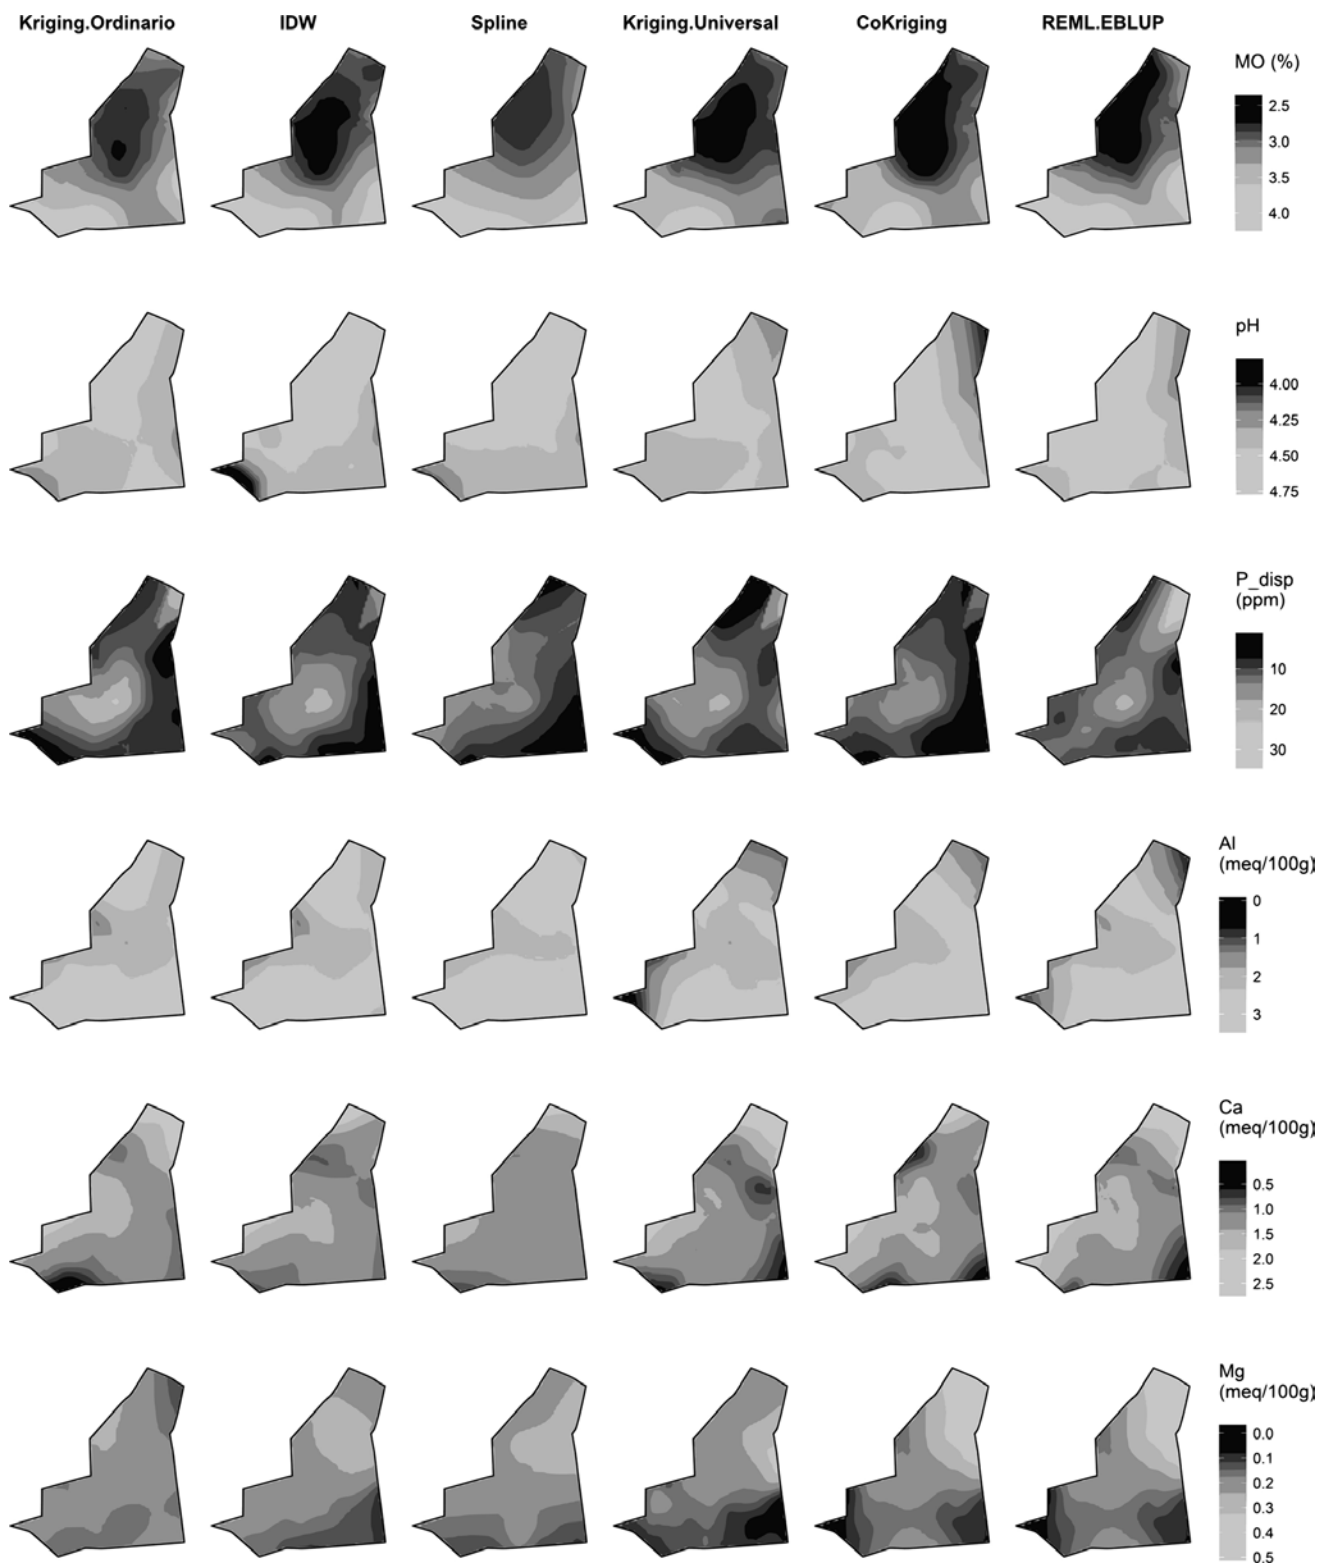 Kriging.Ordinario IDW Spline Kriging.Universal CoKriging REML.EBLUP
MO (%)
2.5
3.0
3.5
4.0
pH
4.00
4.25
4.50
4.75
P_disp
(ppm)
10
20
30
Al
(meq/100g)
0
1
2
3
Ca
(meq/100g)
0.5
1.0
1.5
2.0
2.5
Mg
(meq/100g)
0.0
0.1
0.2
0.3
0.4
0.5